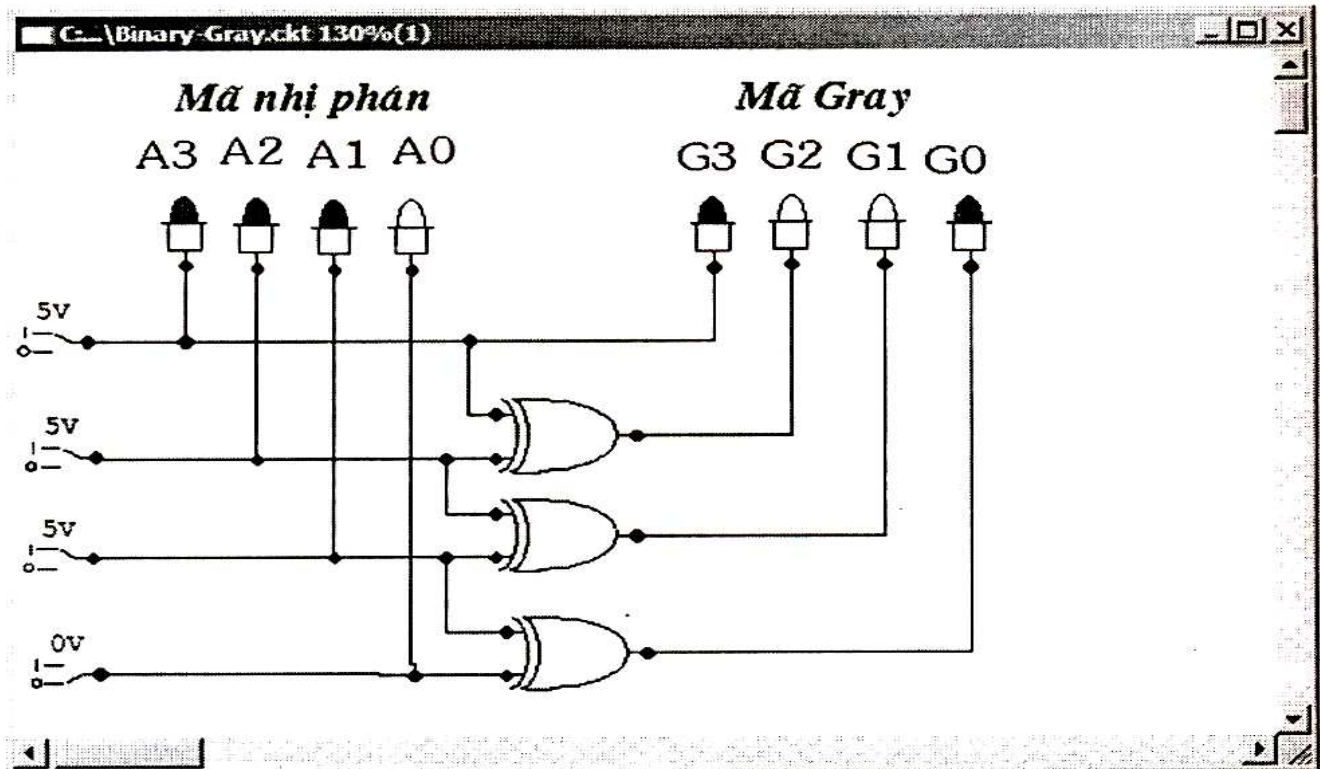 C:...\Binary-Gray.ckt 130%(1)
Mã nhị phán Mã Gray
A3 A2 A1 A0 G3 G2 G1 G0
5V
5V
5V
0V